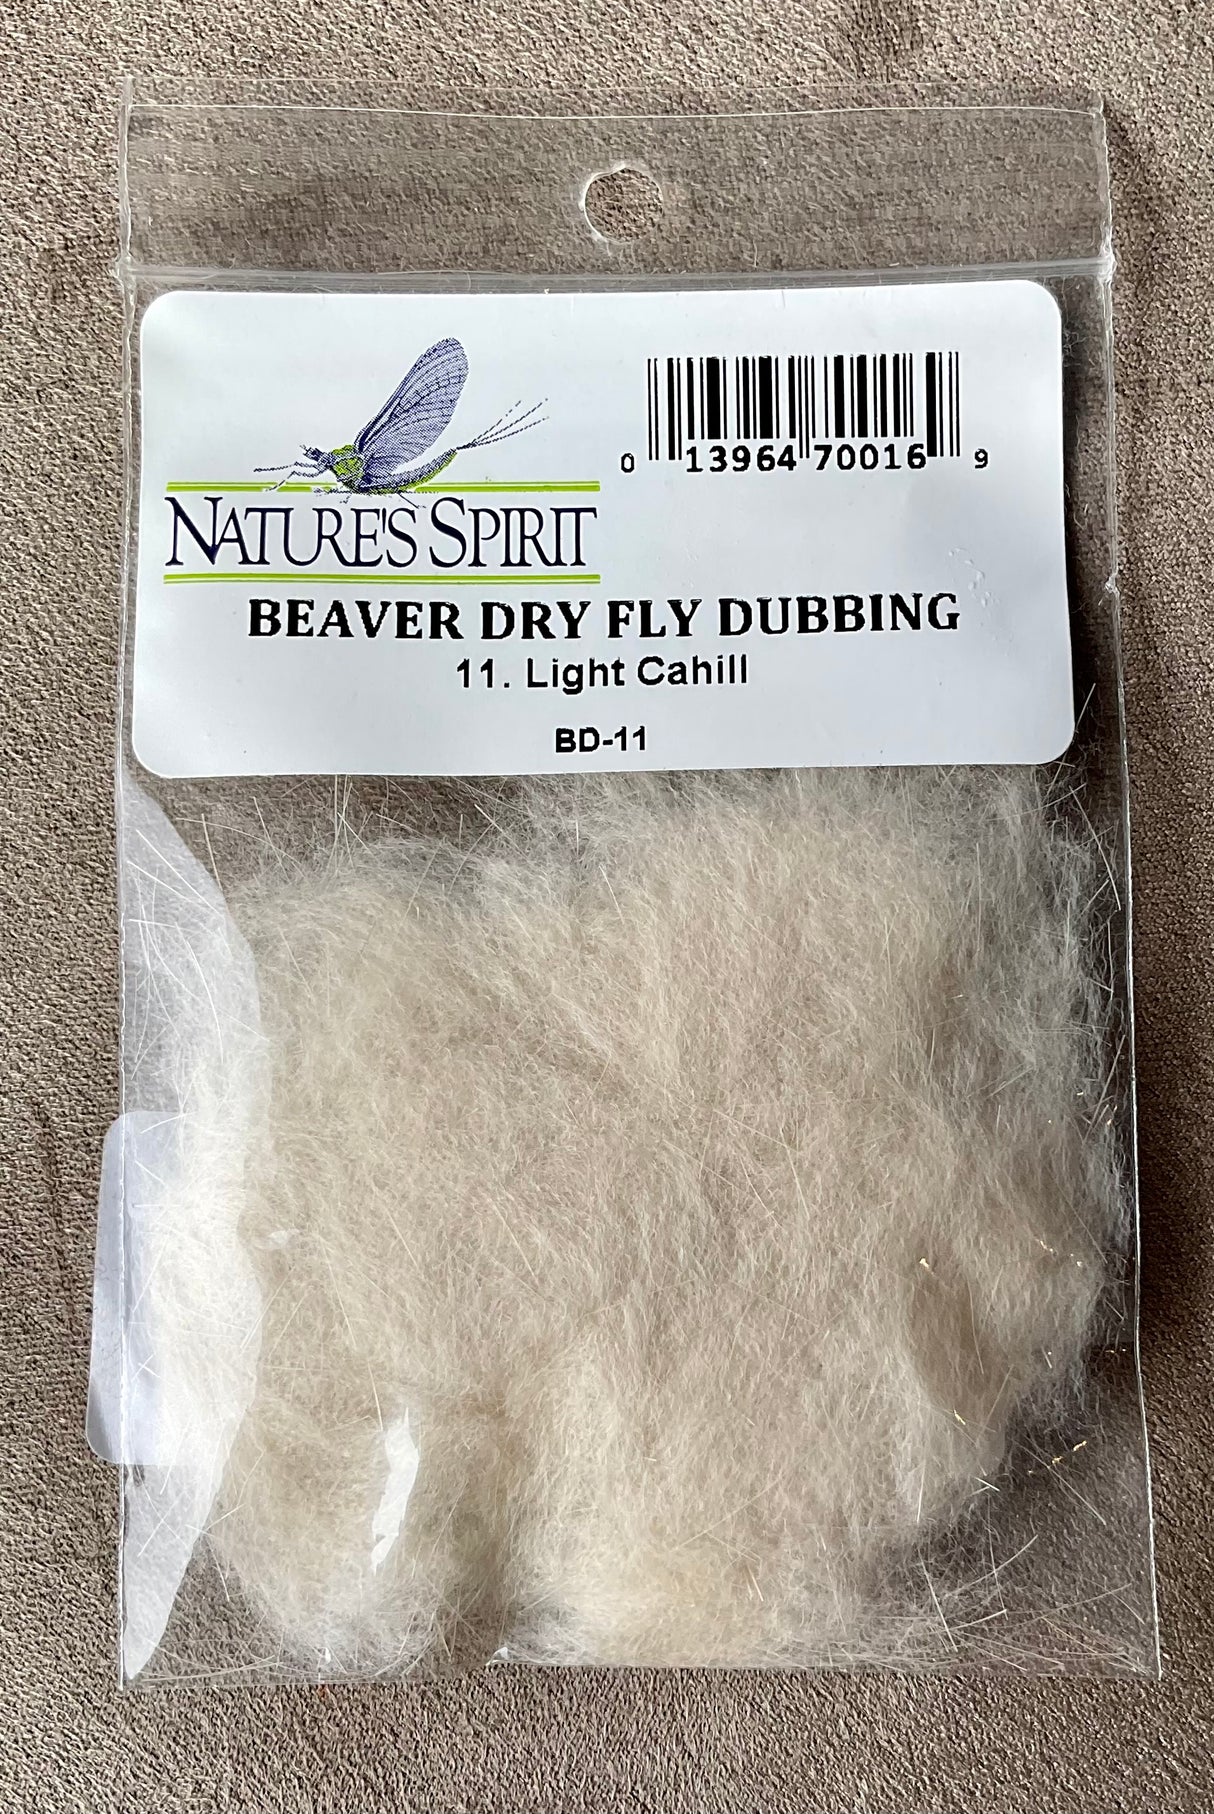 0 13964 70016 9
NATURE'S SPIRIT
BEAVER DRY FLY DUBBING
11. Light Cahill
BD-11